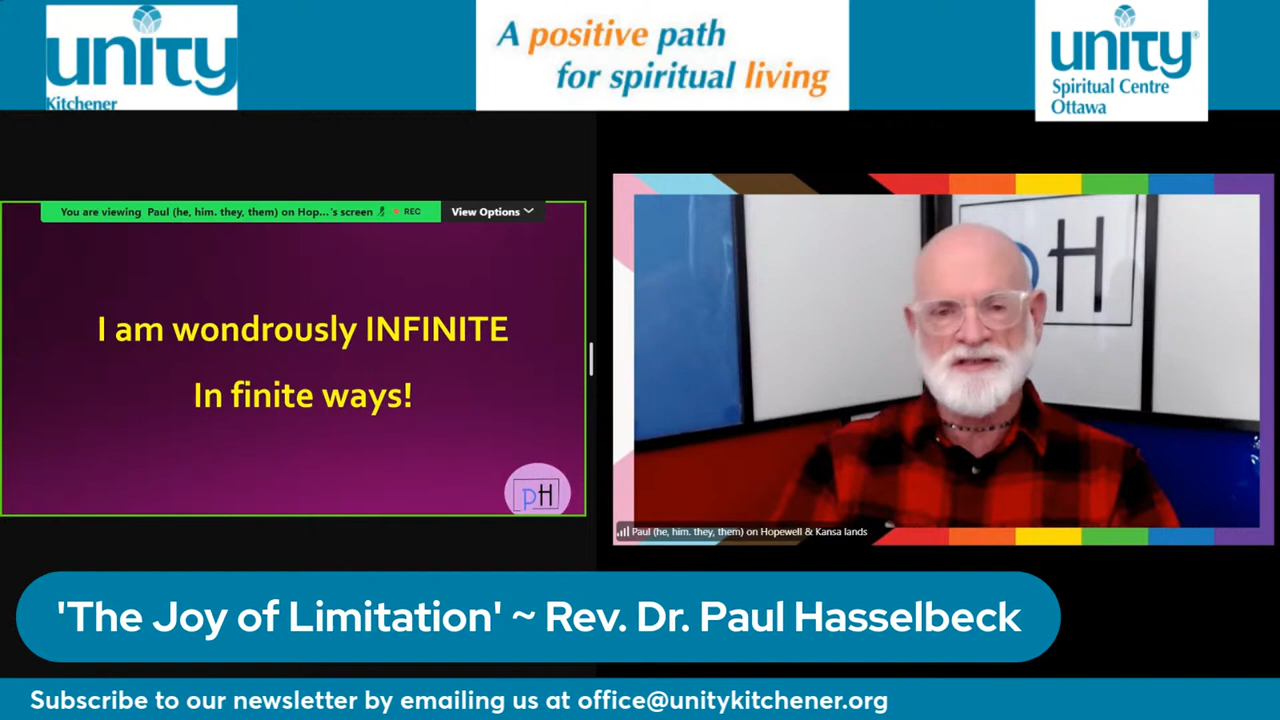 unity
Kitchener
A positive path
for spiritual living
unity®
Spiritual Centre
Ottawa
You are viewing Paul (he, him. they, them) on Hop...'s screen REC
View Options
I am wondrously INFINITE
In finite ways!
pH
H
Paul (he, him. they, them) on Hopewell & Kansa lands
'The Joy of Limitation' ~ Rev. Dr. Paul Hasselbeck
Subscribe to our newsletter by emailing us at office@unitykitchener.org